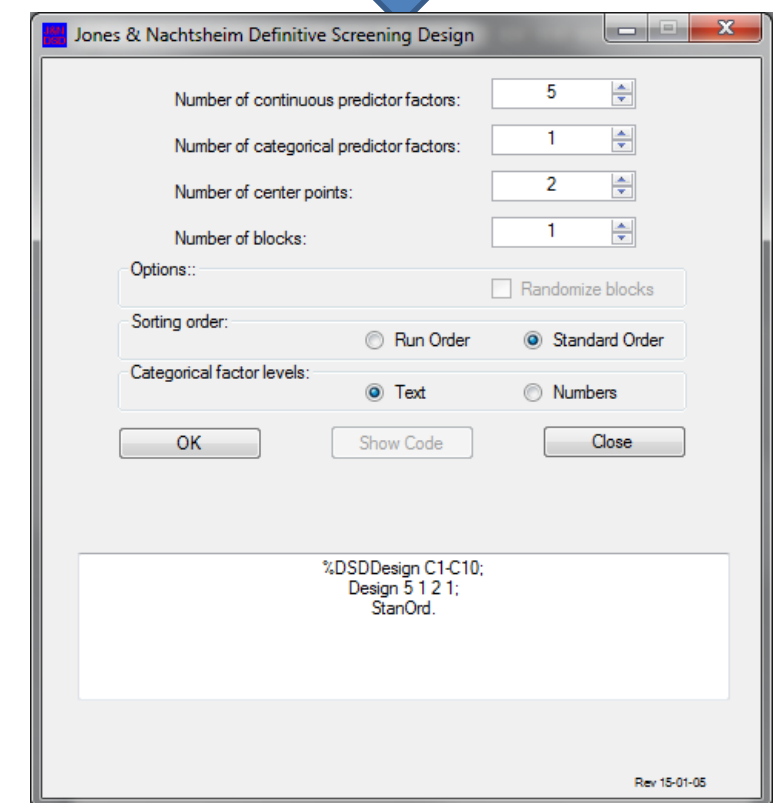 JAN
DSD
Jones & Nachtsheim Definitive Screening Design
X
Number of continuous predictor factors: 5
Number of categorical predictor factors: 1
Number of center points: 2
Number of blocks: 1
Options::
Randomize blocks
Sorting order:
Run Order Standard Order
Categorical factor levels:
Text Numbers
OK Show Code Close
%DSDDesign C1-C10;
Design 5 1 2 1;
StanOrd.
Rev 15-01-05